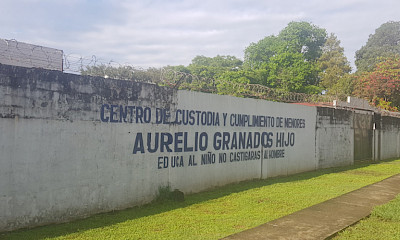 CENTRO DE CUSTODIA Y CUMPLIMIENTO DE MENORES
AURELIO GRANADOS HIJO
EDUCA AL NIÑO NO CASTIGARAS AL HOMBRE